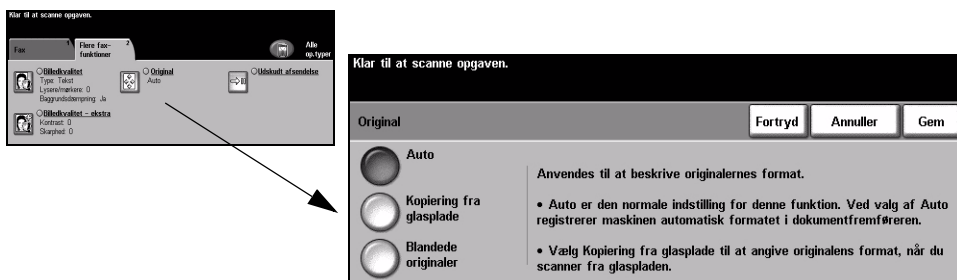 Klar til at scanne opgaven.
Fax
1
Flere fax-
funktioner
2
Alle
op.typer
Billedkvalitet
Type: Tekst
Lysere/mørkere: 0
Baggrundsdæmpning: Ja
Original
Auto
Udskudt afsendelse
Billedkvalitet - ekstra
Kontrast: 0
Skarphed: 0
Klar til at scanne opgaven.
Original
Fortryd
Annuller
Gem
Auto
Kopiering fra
glasplade
Blandede
originaler
Anvendes til at beskrive originalernes format.
• Auto er den normale indstilling for denne funktion. Ved valg af Auto
registrerer maskinen automatisk formatet i dokumentfremføreren.
• Vælg Kopiering fra glasplade til at angive originalens format, når du
scanner fra glaspladen.